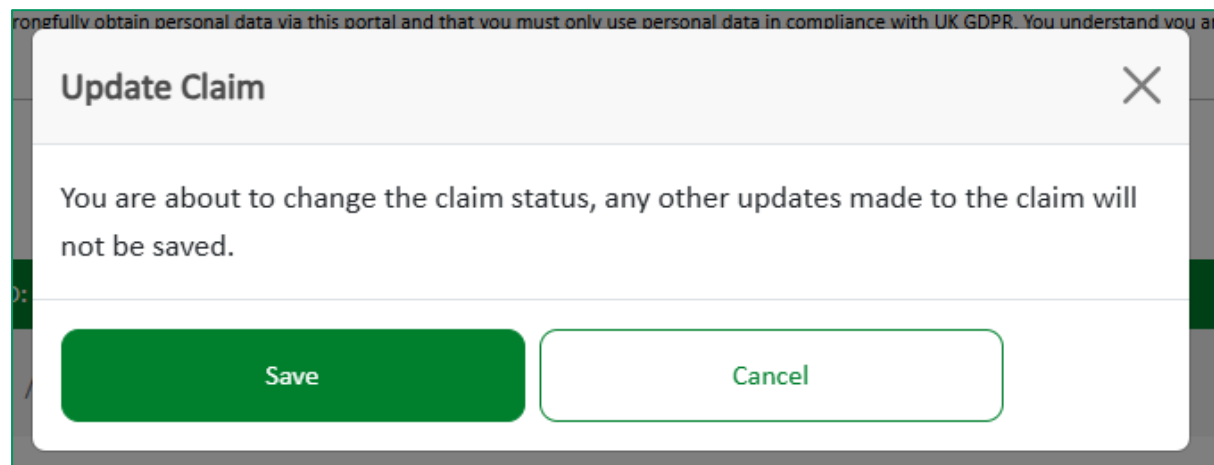 rongfully obtain personal data via this portal and that you must only use personal data in compliance with UK GDPR. You understand you a
Update Claim
You are about to change the claim status, any other updates made to the claim will
not be saved.
Save
Cancel